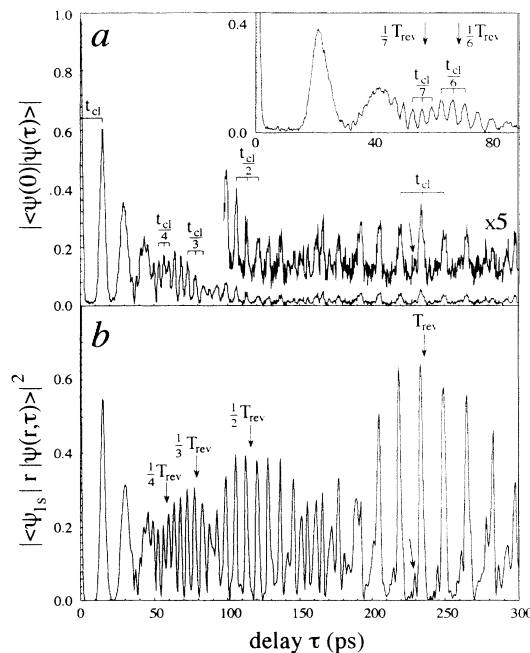 a
1.0
0.8
0.6
0.4
0.2
0.0
|<ψ(0)|ψ(τ)>|
t_cl
t_cl/4
t_cl/3
t_cl/2
t_cl
x5
0.4
0.0
0 40 80
1/7 T_rev
1/6 T_rev
t_cl/7
t_cl/6
b
0.6
0.4
0.2
0.0
|<ψ_1s| r |ψ(r,τ)>|²
1/4 T_rev
1/3 T_rev
1/2 T_rev
T_rev
0 50 100 150 200 250 300
delay τ (ps)